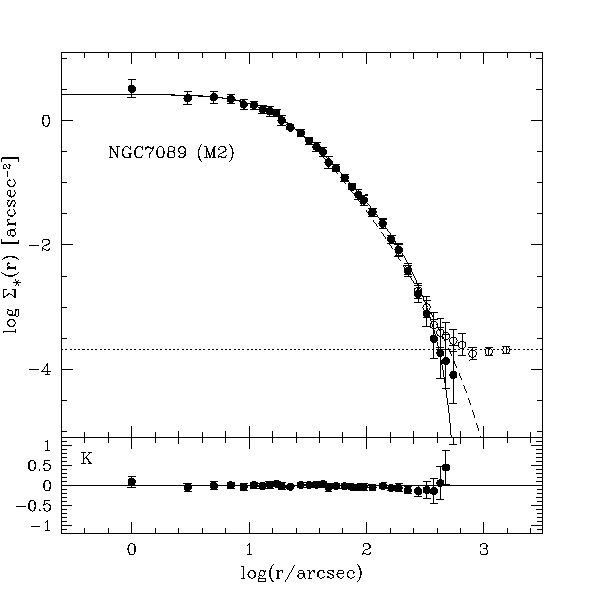 0
NGC7089 (M2)
−2
log Σ*(r) [arcsec⁻²]
−4
1
K
0.5
0
−0.5
−1
0 1 2 3
log(r/arcsec)